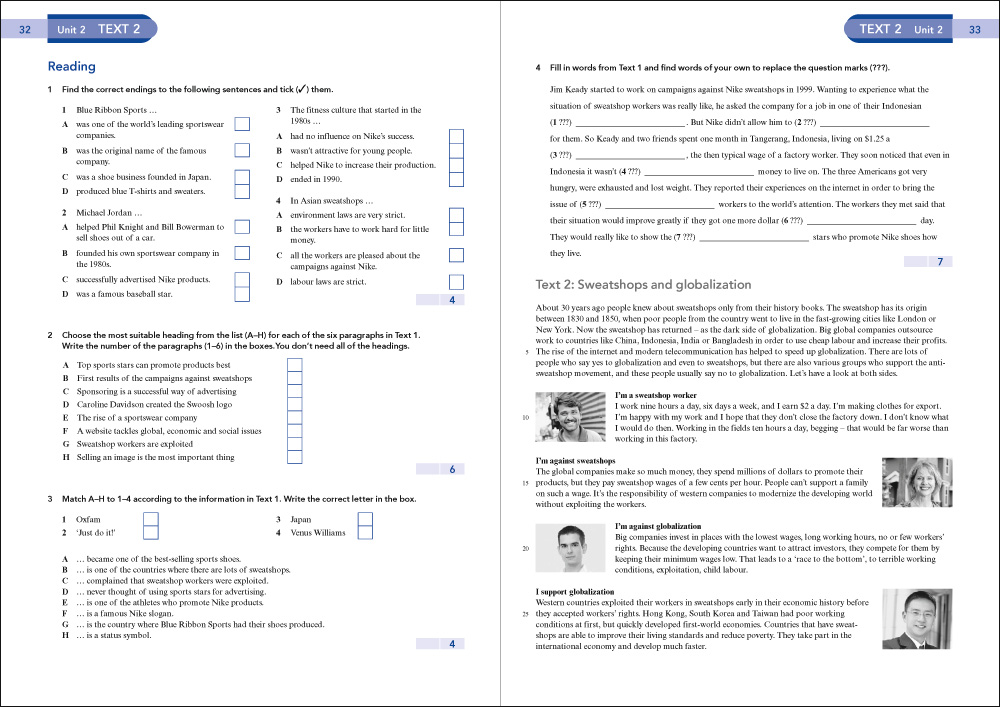 32 Unit 2 TEXT 2
Reading
1 Find the correct endings to the following sentences and tick (✓) them.
1 Blue Ribbon Sports …
A was one of the world's leading sportswear
companies.
B was the original name of the famous
company.
C was a shoe business founded in Japan.
D produced blue T-shirts and sweaters.
2 Michael Jordan …
A helped Phil Knight and Bill Bowerman to
sell shoes out of a car.
B founded his own sportswear company in
the 1980s.
C successfully advertised Nike products.
D was a famous baseball star.
3 The fitness culture that started in the
1980s …
A had no influence on Nike's success.
B wasn't attractive for young people.
C helped Nike to increase their production.
D ended in 1990.
4 In Asian sweatshops …
A environment laws are very strict.
B the workers have to work hard for little
money.
C all the workers are pleased about the
campaigns against Nike.
D labour laws are strict.
4
2 Choose the most suitable heading from the list (A–H) for each of the six paragraphs in Text 1.
Write the number of the paragraphs (1–6) in the boxes. You don't need all of the headings.
A Top sports stars can promote products best
B First results of the campaigns against sweatshops
C Sponsoring is a successful way of advertising
D Caroline Davidson created the Swoosh logo
E The rise of a sportswear company
F A website tackles global, economic and social issues
G Sweatshop workers are exploited
H Selling an image is the most important thing
6
3 Match A–H to 1–4 according to the information in Text 1. Write the correct letter in the box.
1 Oxfam
2 'Just do it!'
3 Japan
4 Venus Williams
A … became one of the best-selling sports shoes.
B … is one of the countries where there are lots of sweatshops.
C … complained that sweatshop workers were exploited.
D … never thought of using sports stars for advertising.
E … is one of the athletes who promote Nike products.
F … is a famous Nike slogan.
G … is the country where Blue Ribbon Sports had their shoes produced.
H … is a status symbol.
4
TEXT 2 Unit 2 33
4 Fill in words from Text 1 and find words of your own to replace the question marks (???).
Jim Keady started to work on campaigns against Nike sweatshops in 1999. Wanting to experience what the
situation of sweatshop workers was really like, he asked the company for a job in one of their Indonesian
(1 ???) ______________________ . But Nike didn't allow him to (2 ???) ______________________
for them. So Keady and two friends spent one month in Tangerang, Indonesia, living on $1.25 a
(3 ???) ______________________ , the then typical wage of a factory worker. They soon noticed that even in
Indonesia it wasn't (4 ???) ______________________ money to live on. The three Americans got very
hungry, were exhausted and lost weight. They reported their experiences on the internet in order to bring the
issue of (5 ???) ______________________ workers to the world's attention. The workers they met said that
their situation would improve greatly if they got one more dollar (6 ???) ______________________ day.
They would really like to show the (7 ???) ______________________ stars who promote Nike shoes how
they live.
7
Text 2: Sweatshops and globalization
About 30 years ago people knew about sweatshops only from their history books. The sweatshop has its origin
between 1830 and 1850, when poor people from the country went to live in the fast-growing cities like London or
New York. Now the sweatshop has returned – as the dark side of globalization. Big global companies outsource
work to countries like China, Indonesia, India or Bangladesh in order to use cheap labour and increase their profits.
5 The rise of the internet and modern telecommunication has helped to speed up globalization. There are lots of
people who say yes to globalization and even to sweatshops, but there are also various groups who support the anti-
sweatshop movement, and these people usually say no to globalization. Let's have a look at both sides.
I'm a sweatshop worker
I work nine hours a day, six days a week, and I earn $2 a day. I'm making clothes for export.
10 I'm happy with my work and I hope that they don't close the factory down. I don't know what
I would do then. Working in the fields ten hours a day, begging – that would be far worse than
working in this factory.
I'm against sweatshops
The global companies make so much money, they spend millions of dollars to promote their
15 products, but they pay sweatshop wages of a few cents per hour. People can't support a family
on such a wage. It's the responsibility of western companies to modernize the developing world
without exploiting the workers.
I'm against globalization
Big companies invest in places with the lowest wages, long working hours, no or few workers'
20 rights. Because the developing countries want to attract investors, they compete for them by
keeping their minimum wages low. That leads to a 'race to the bottom', to terrible working
conditions, exploitation, child labour.
I support globalization
Western countries exploited their workers in sweatshops early in their economic history before
25 they accepted workers' rights. Hong Kong, South Korea and Taiwan had poor working
conditions at first, but quickly developed first-world economies. Countries that have sweat-
shops are able to improve their living standards and reduce poverty. They take part in the
international economy and develop much faster.